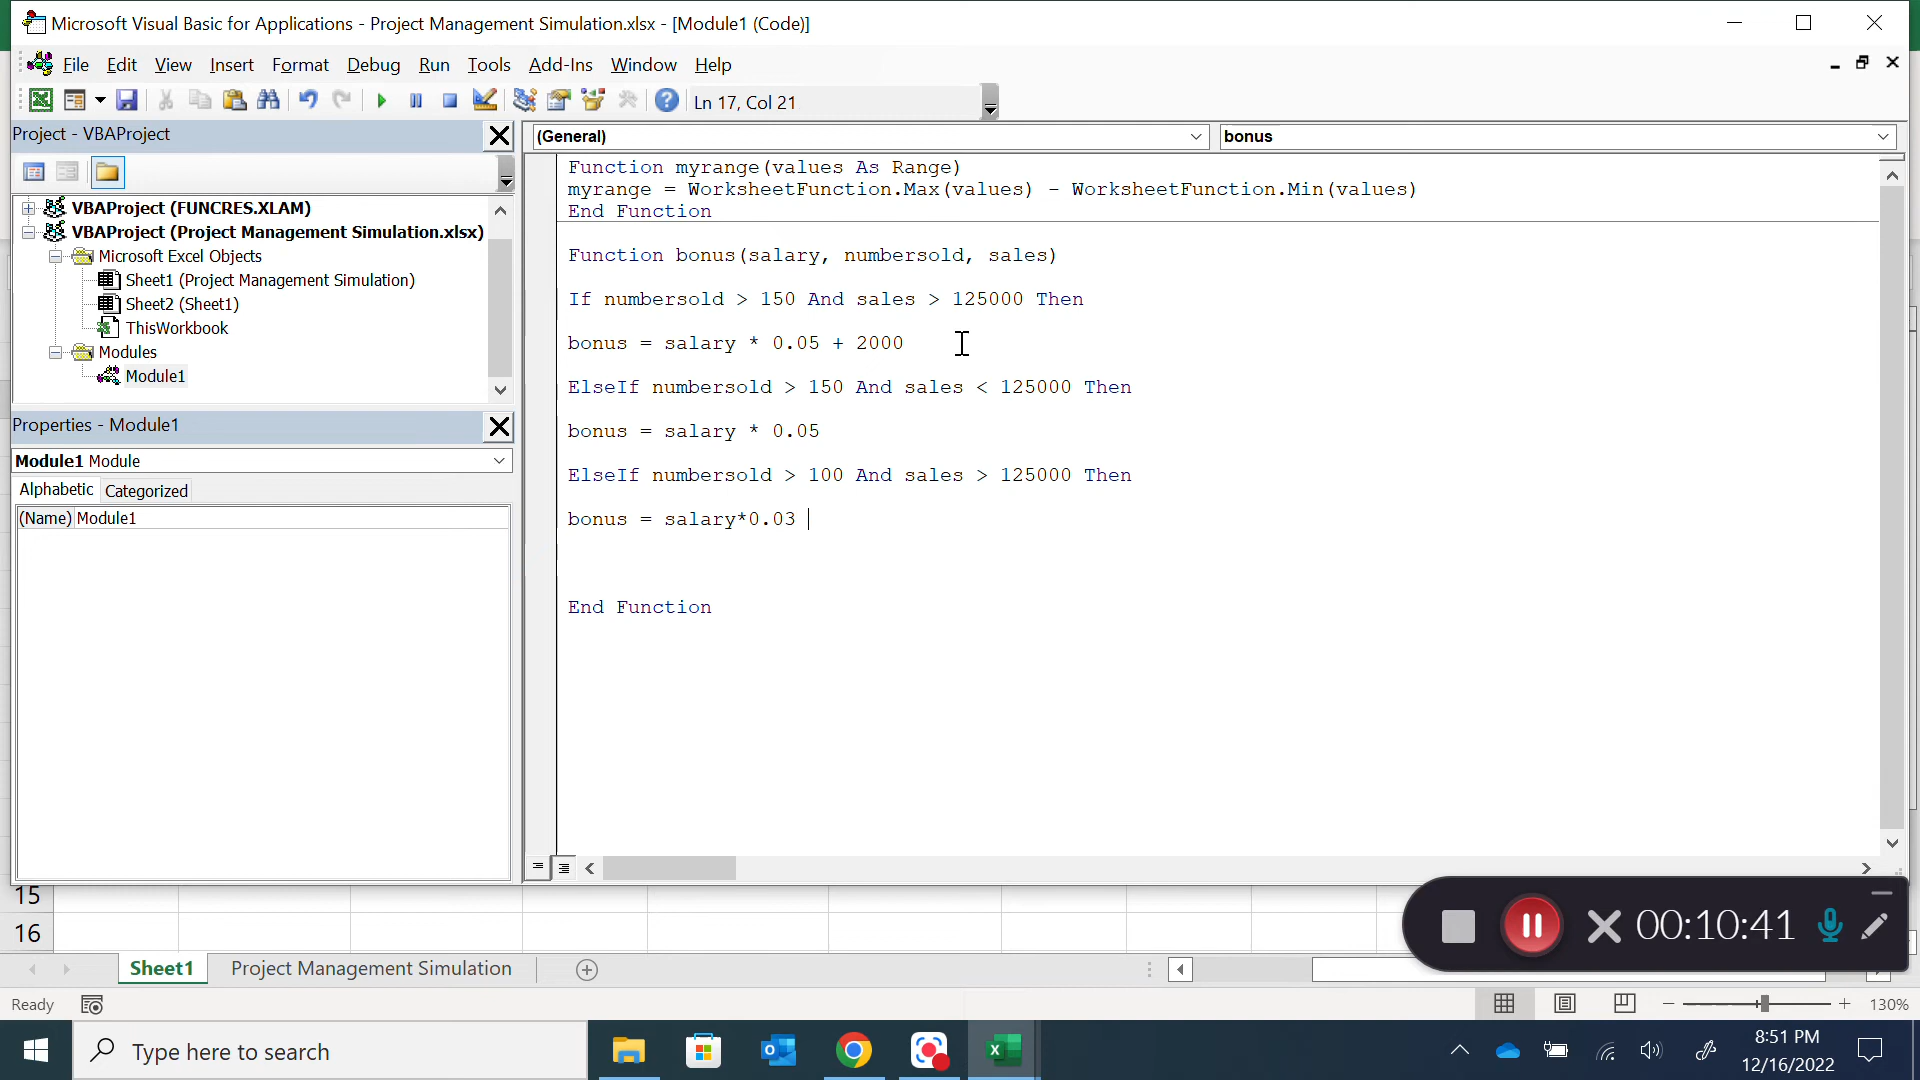 Microsoft Visual Basic for Applications - Project Management Simulation.xlsx - [Module1 (Code)]
File Edit View Insert Format Debug Run Tools Add-Ins Window Help
Ln 17, Col 21
Project - VBAProject
(General)
bonus
VBAProject (FUNCRES.XLAM)
VBAProject (Project Management Simulation.xlsx)
Microsoft Excel Objects
Sheet1 (Project Management Simulation)
Sheet2 (Sheet1)
ThisWorkbook
Modules
Module1
Properties - Module1
Module1 Module
Alphabetic Categorized
(Name) Module1
Function myrange(values As Range)
myrange = WorksheetFunction.Max(values) - WorksheetFunction.Min(values)
End Function
Function bonus(salary, numbersold, sales)
If numbersold > 150 And sales > 125000 Then
bonus = salary * 0.05 + 2000
ElseIf numbersold > 150 And sales < 125000 Then
bonus = salary * 0.05
ElseIf numbersold > 100 And sales > 125000 Then
bonus = salary*0.03
End Function
15
16
00:10:41
Sheet1 Project Management Simulation
Ready
130%
Type here to search
8:51 PM
12/16/2022